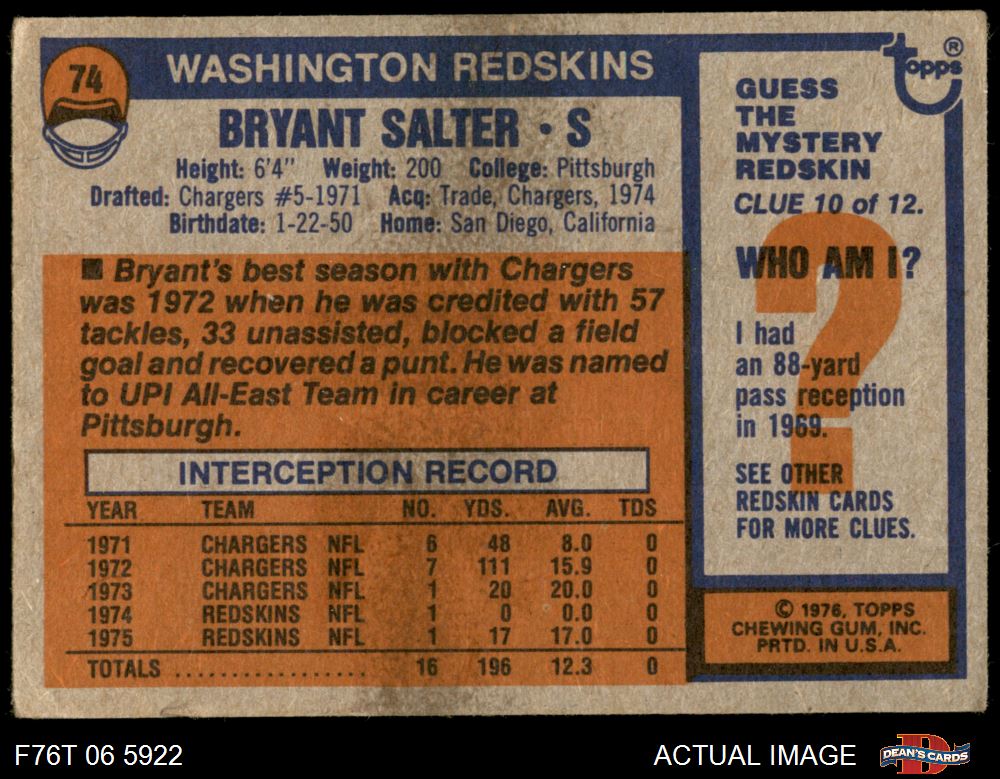 74
WASHINGTON REDSKINS
BRYANT SALTER • S
Height: 6'4" Weight: 200 College: Pittsburgh
Drafted: Chargers #5-1971 Acq: Trade, Chargers, 1974
Birthdate: 1-22-50 Home: San Diego, California
■ Bryant's best season with Chargers
was 1972 when he was credited with 57
tackles, 33 unassisted, blocked a field
goal and recovered a punt. He was named
to UPI All-East Team in career at
Pittsburgh.
INTERCEPTION RECORD
YEAR TEAM NO. YDS. AVG. TDS
1971 CHARGERS NFL 6 48 8.0 0
1972 CHARGERS NFL 7 111 15.9 0
1973 CHARGERS NFL 1 20 20.0 0
1974 REDSKINS NFL 1 0 0.0 0
1975 REDSKINS NFL 1 17 17.0 0
TOTALS .................. 16 196 12.3 0
topps ®
GUESS
THE
MYSTERY
REDSKIN
CLUE 10 of 12.
WHO AM I?
?
I had
an 88-yard
pass reception
in 1969.
SEE OTHER
REDSKIN CARDS
FOR MORE CLUES.
© 1976, TOPPS
CHEWING GUM, INC.
PRTD. IN U.S.A.
F76T 06 5922
ACTUAL IMAGE
D
DEAN'S CARDS